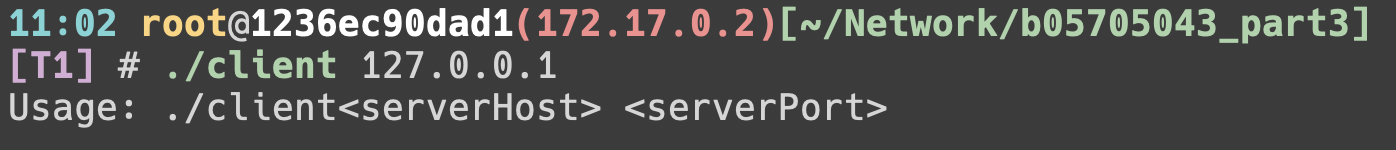 11:02 root@1236ec90dad1(172.17.0.2)[~/Network/b05705043_part3]
[T1] # ./client 127.0.0.1
Usage: ./client<serverHost> <serverPort>